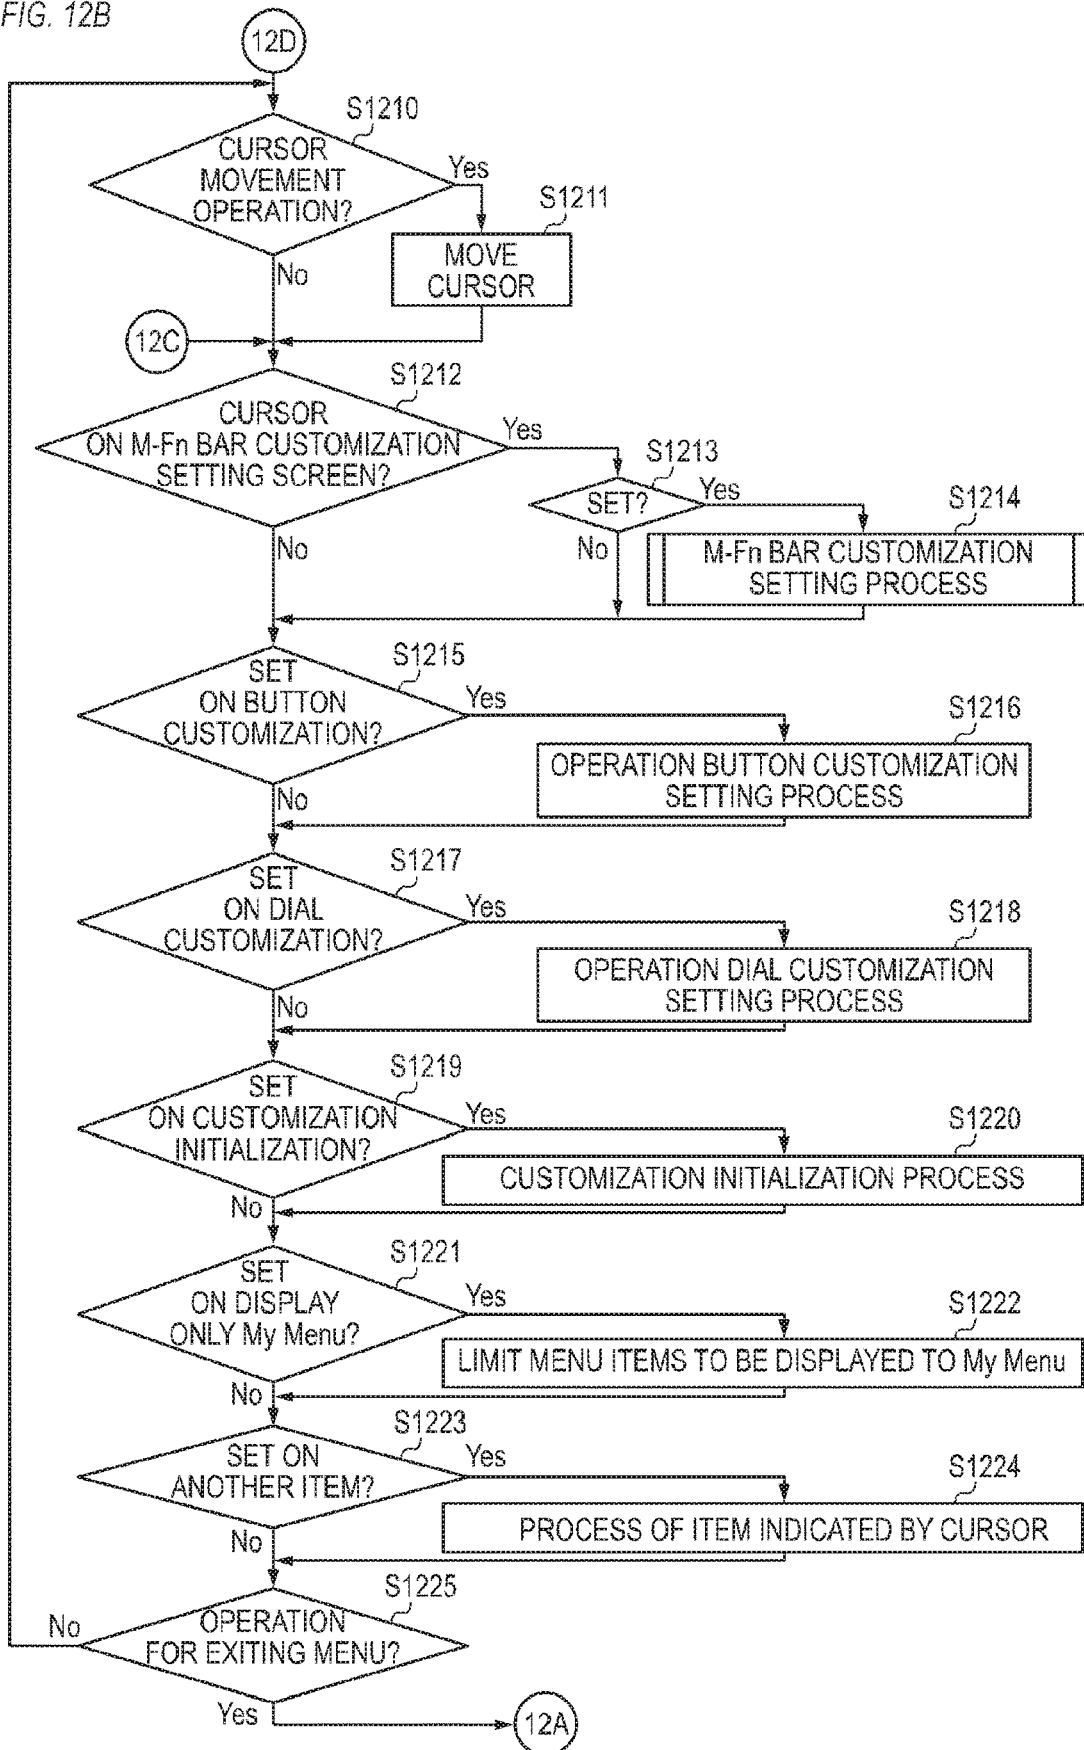 FIG. 12B
12D
S1210
CURSOR
MOVEMENT
OPERATION?
Yes
S1211
MOVE
CURSOR
No
12C
S1212
CURSOR
ON M-Fn BAR CUSTOMIZATION
SETTING SCREEN?
Yes
S1213
SET?
Yes
S1214
M-Fn BAR CUSTOMIZATION
SETTING PROCESS
No
No
S1215
SET
ON BUTTON
CUSTOMIZATION?
Yes
S1216
OPERATION BUTTON CUSTOMIZATION
SETTING PROCESS
No
S1217
SET
ON DIAL
CUSTOMIZATION?
Yes
S1218
OPERATION DIAL CUSTOMIZATION
SETTING PROCESS
No
S1219
SET
ON CUSTOMIZATION
INITIALIZATION?
Yes
S1220
CUSTOMIZATION INITIALIZATION PROCESS
No
S1221
SET
ON DISPLAY
ONLY My Menu?
Yes
S1222
LIMIT MENU ITEMS TO BE DISPLAYED TO My Menu
No
S1223
SET ON
ANOTHER ITEM?
Yes
S1224
PROCESS OF ITEM INDICATED BY CURSOR
No
S1225
OPERATION
FOR EXITING MENU?
No
Yes
12A